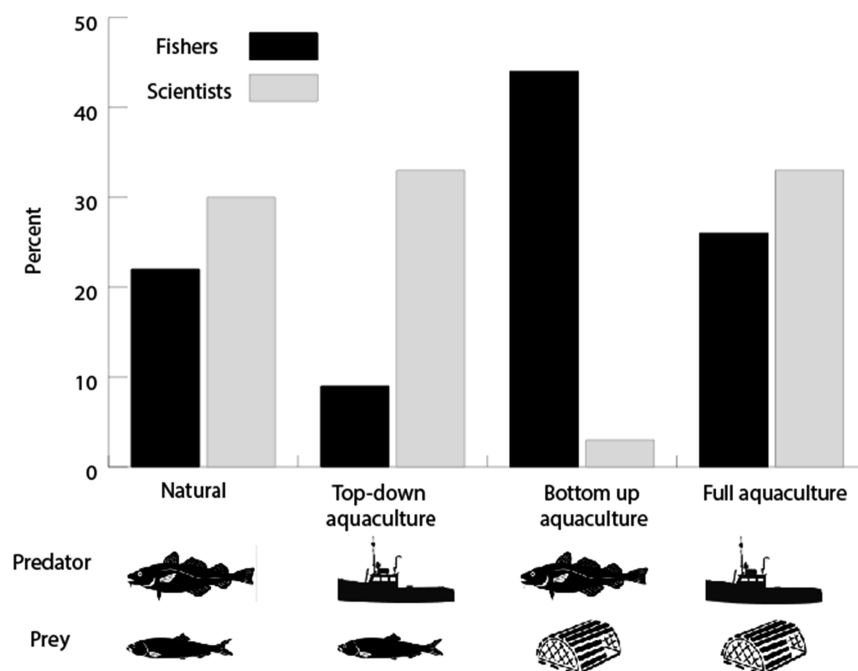 50
Fishers
Scientists
40
30
Percent
20
10
0
Natural
Top-down
aquaculture
Bottom up
aquaculture
Full aquaculture
Predator
Prey